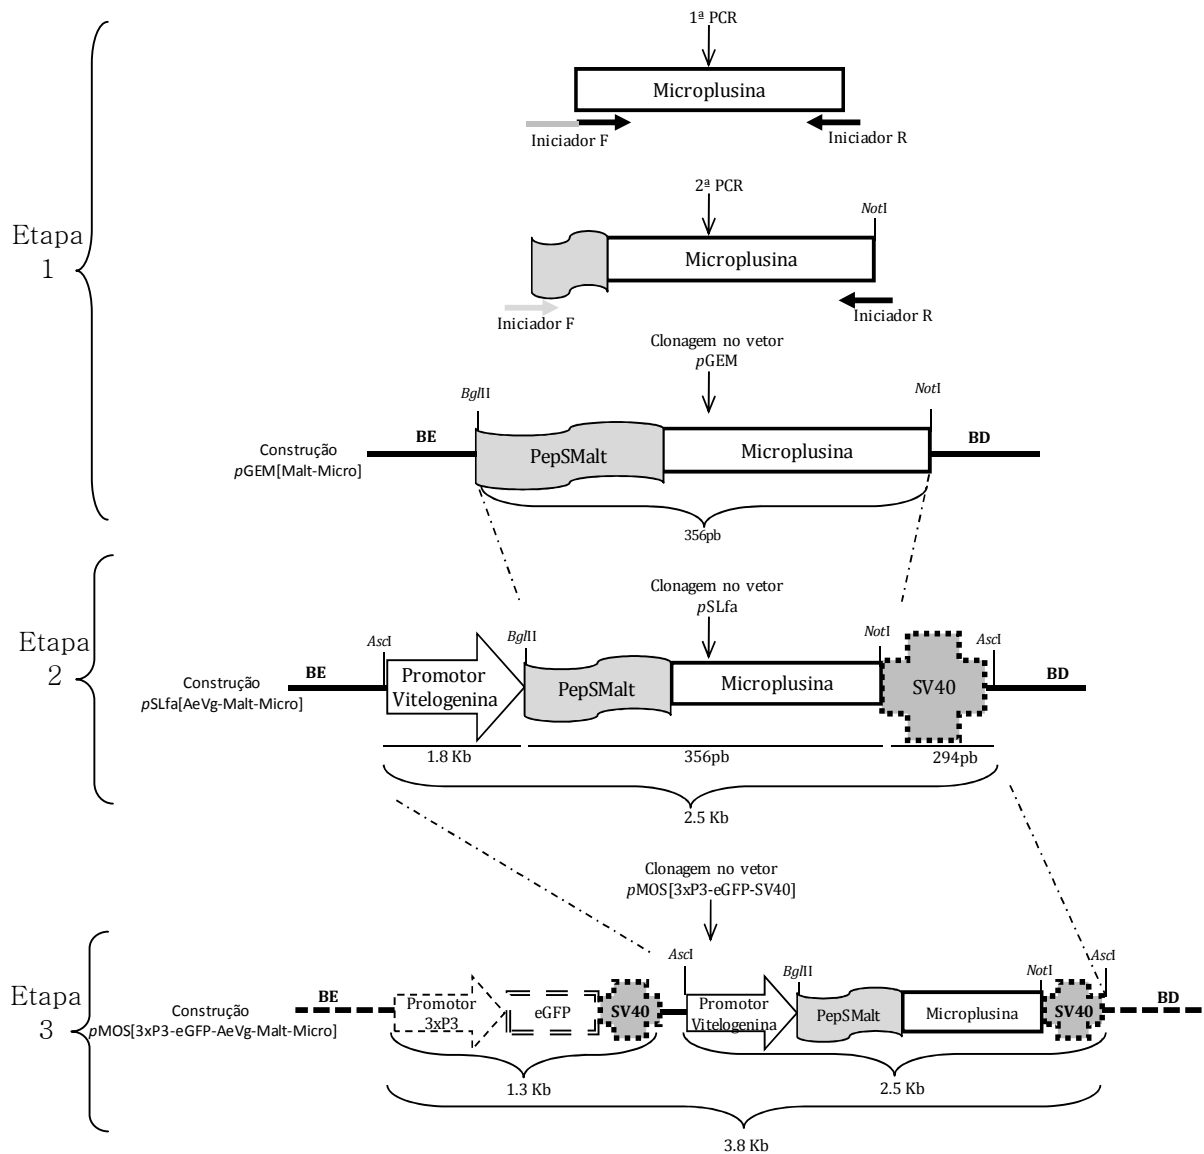 1ª PCR
Microplusina
Iniciador F
Iniciador R
2ª PCR
NotI
Microplusina
Iniciador F
Iniciador R
Etapa
1
Clonagem no vetor
pGEM
BglII
NotI
Construção
pGEM[Malt-Micro]
BE
PepSMalt
Microplusina
BD
356pb
Clonagem no vetor
pSLfa
Etapa
2
AscI
BglII
NotI
AscI
Construção
pSLfa[AeVg-Malt-Micro]
BE
Promotor
Vitelogenina
PepSMalt
Microplusina
SV40
BD
1.8 Kb
356pb
294pb
2.5 Kb
Clonagem no vetor
pMOS[3xP3-eGFP-SV40]
Etapa
3
AscI
BglII
NotI
AscI
Construção
pMOS[3xP3-eGFP-AeVg-Malt-Micro]
BE
Promotor
3xP3
eGFP
SV40
Promotor
Vitelogenina
PepSMalt
Microplusina
SV40
BD
1.3 Kb
2.5 Kb
3.8 Kb